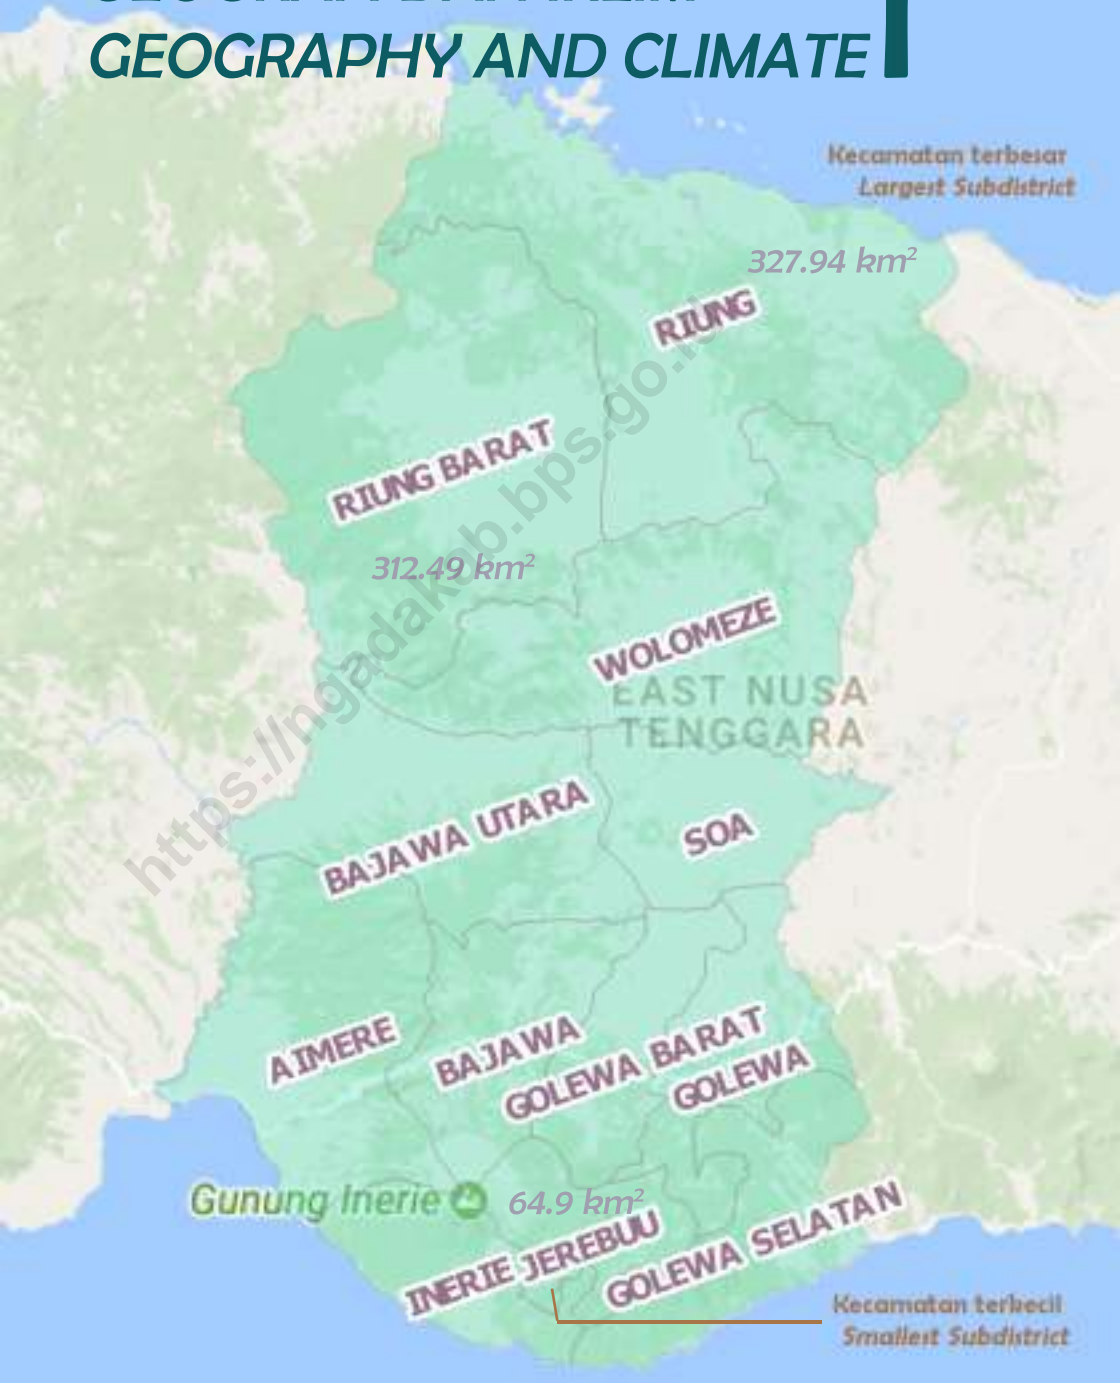 GEOGRAPHY AND CLIMATE
Kecamatan terbesar
Largest Subdistrict
327.94 km²
RIUNG
RIUNG BARAT
312.49 km²
WOLOMEZE
EAST NUSA
TENGGARA
BAJAWA UTARA
SOA
AIMERE
BAJAWA
GOLEWA BARAT
GOLEWA
Gunung Inerie
64.9 km²
INERIE
JEREBUU
GOLEWA SELATAN
Kecamatan terkecil
Smallest Subdistrict
https://ngadakab.bps.go.id